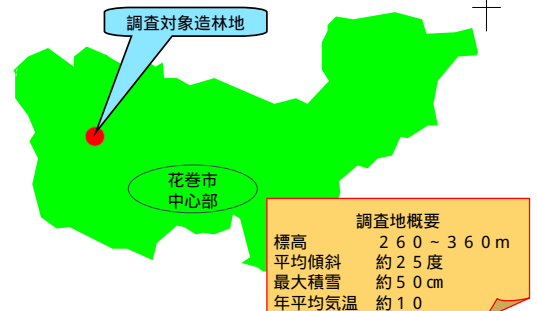 調査対象造林地
花巻市
中心部
調査地概要
標高　　　２６０～３６０ｍ
平均傾斜　約２５度
最大積雪　約５０㎝
年平均気温　約１０